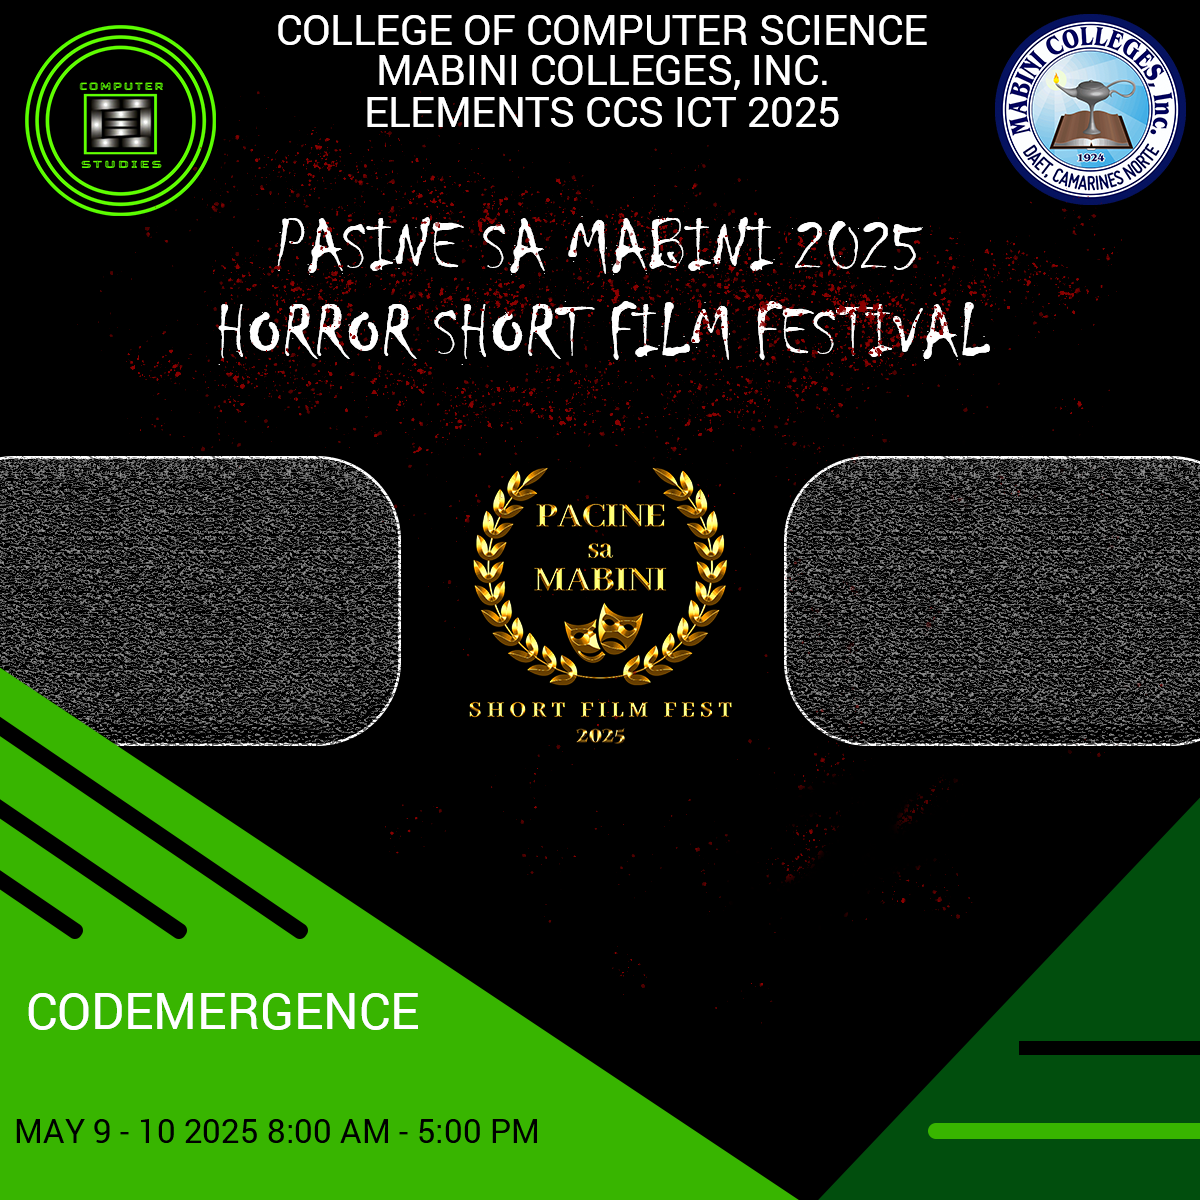 COLLEGE OF COMPUTER SCIENCE
MABINI COLLEGES, INC.
ELEMENTS CCS ICT 2025
COMPUTER
STUDIES
MABINI COLLEGES, Inc.
1924
DAET, CAMARINES NORTE
PASINE SA MABINI 2025
HORROR SHORT FILM FESTIVAL
PACINE
sa
MABINI
SHORT FILM FEST
2025
CODEMERGENCE
MAY 9 - 10 2025 8:00 AM - 5:00 PM